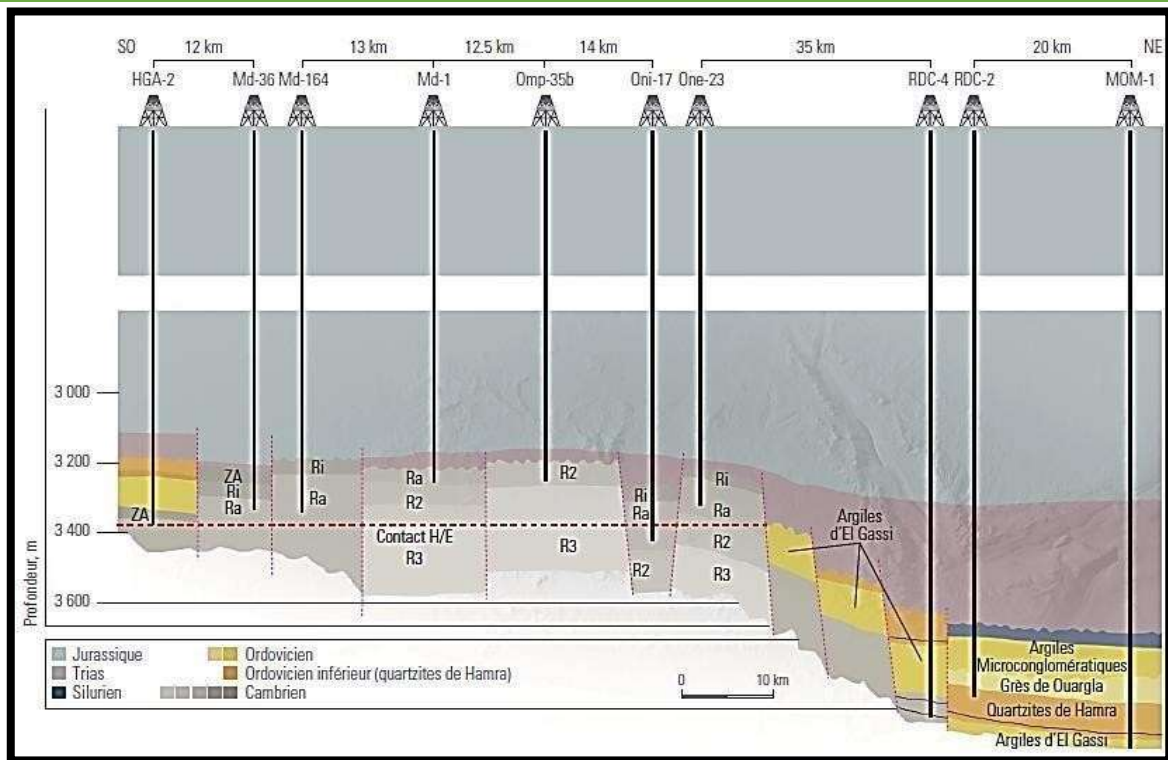 SO 12 km 13 km 12.5 km 14 km 35 km 20 km NE
HGA-2 Md-36 Md-164 Md-1 Omp-35b Oni-17 One-23 RDC-4 RDC-2 MOM-1
Profondeur, m
3 000
3 200
3 400
3 600
ZA
ZA
Ri
Ra
Ri
Ra
Ra
R2
Contact H/E
R3
R2
R3
Ri
Ra
R2
Ri
Ra
R2
R3
Argiles
d'El Gassi
Argiles
Microconglomératiques
Grès de Ouargla
Quartzites de Hamra
Argiles d'El Gassi
Jurassique
Trias
Silurien
Ordovicien
Ordovicien inférieur (quartzites de Hamra)
Cambrien
0 10 km